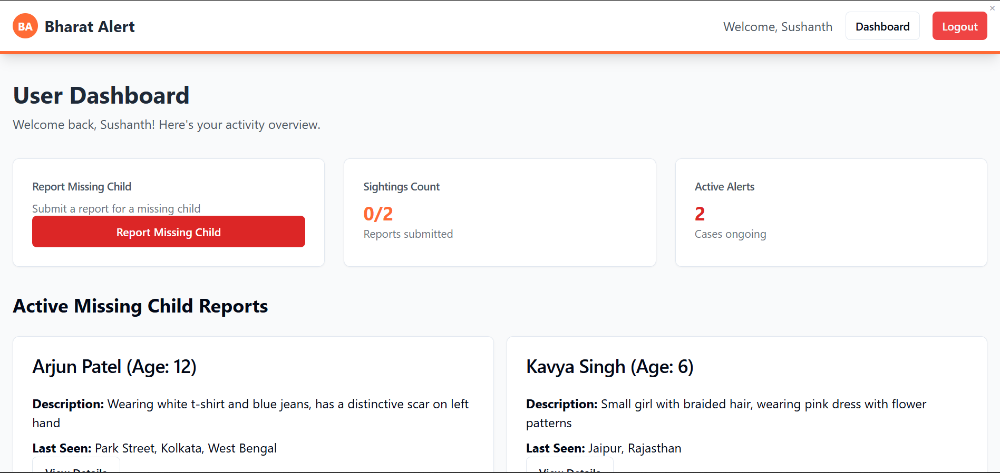 BA Bharat Alert
Welcome, Sushanth
Dashboard
Logout
×
User Dashboard
Welcome back, Sushanth! Here's your activity overview.
Report Missing Child
Submit a report for a missing child
Report Missing Child
Sightings Count
0/2
Reports submitted
Active Alerts
2
Cases ongoing
Active Missing Child Reports
Arjun Patel (Age: 12)
Description: Wearing white t-shirt and blue jeans, has a distinctive scar on left
hand
Last Seen: Park Street, Kolkata, West Bengal
View Details
Kavya Singh (Age: 6)
Description: Small girl with braided hair, wearing pink dress with flower
patterns
Last Seen: Jaipur, Rajasthan
View Details